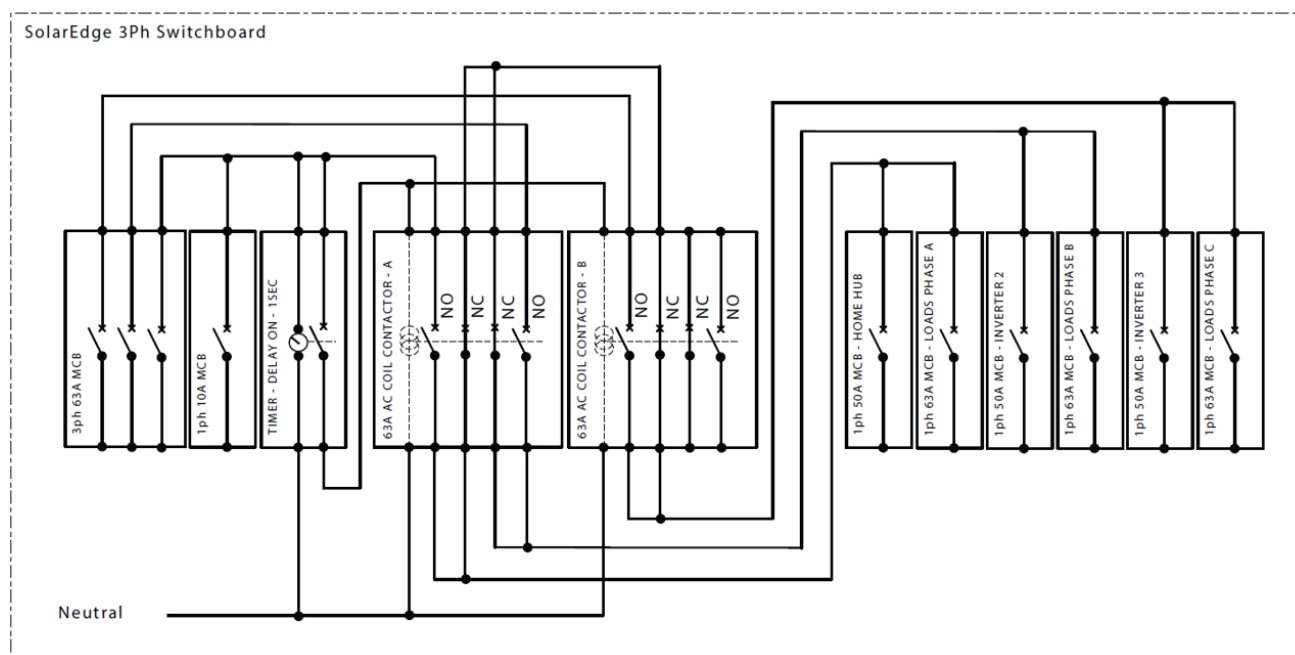 SolarEdge 3Ph Switchboard
3ph 63A MCB
1ph 10A MCB
TIMER - DELAY ON - 1SEC
63A AC COIL CONTACTOR - A
NO
NC
NC
NO
63A AC COIL CONTACTOR - B
NO
NC
NC
NO
1ph 50A MCB - HOME HUB
1ph 63A MCB - LOADS PHASE A
1ph 50A MCB - INVERTER 2
1ph 63A MCB - LOADS PHASE B
1ph 50A MCB - INVERTER 3
1ph 63A MCB - LOADS PHASE C
Neutral